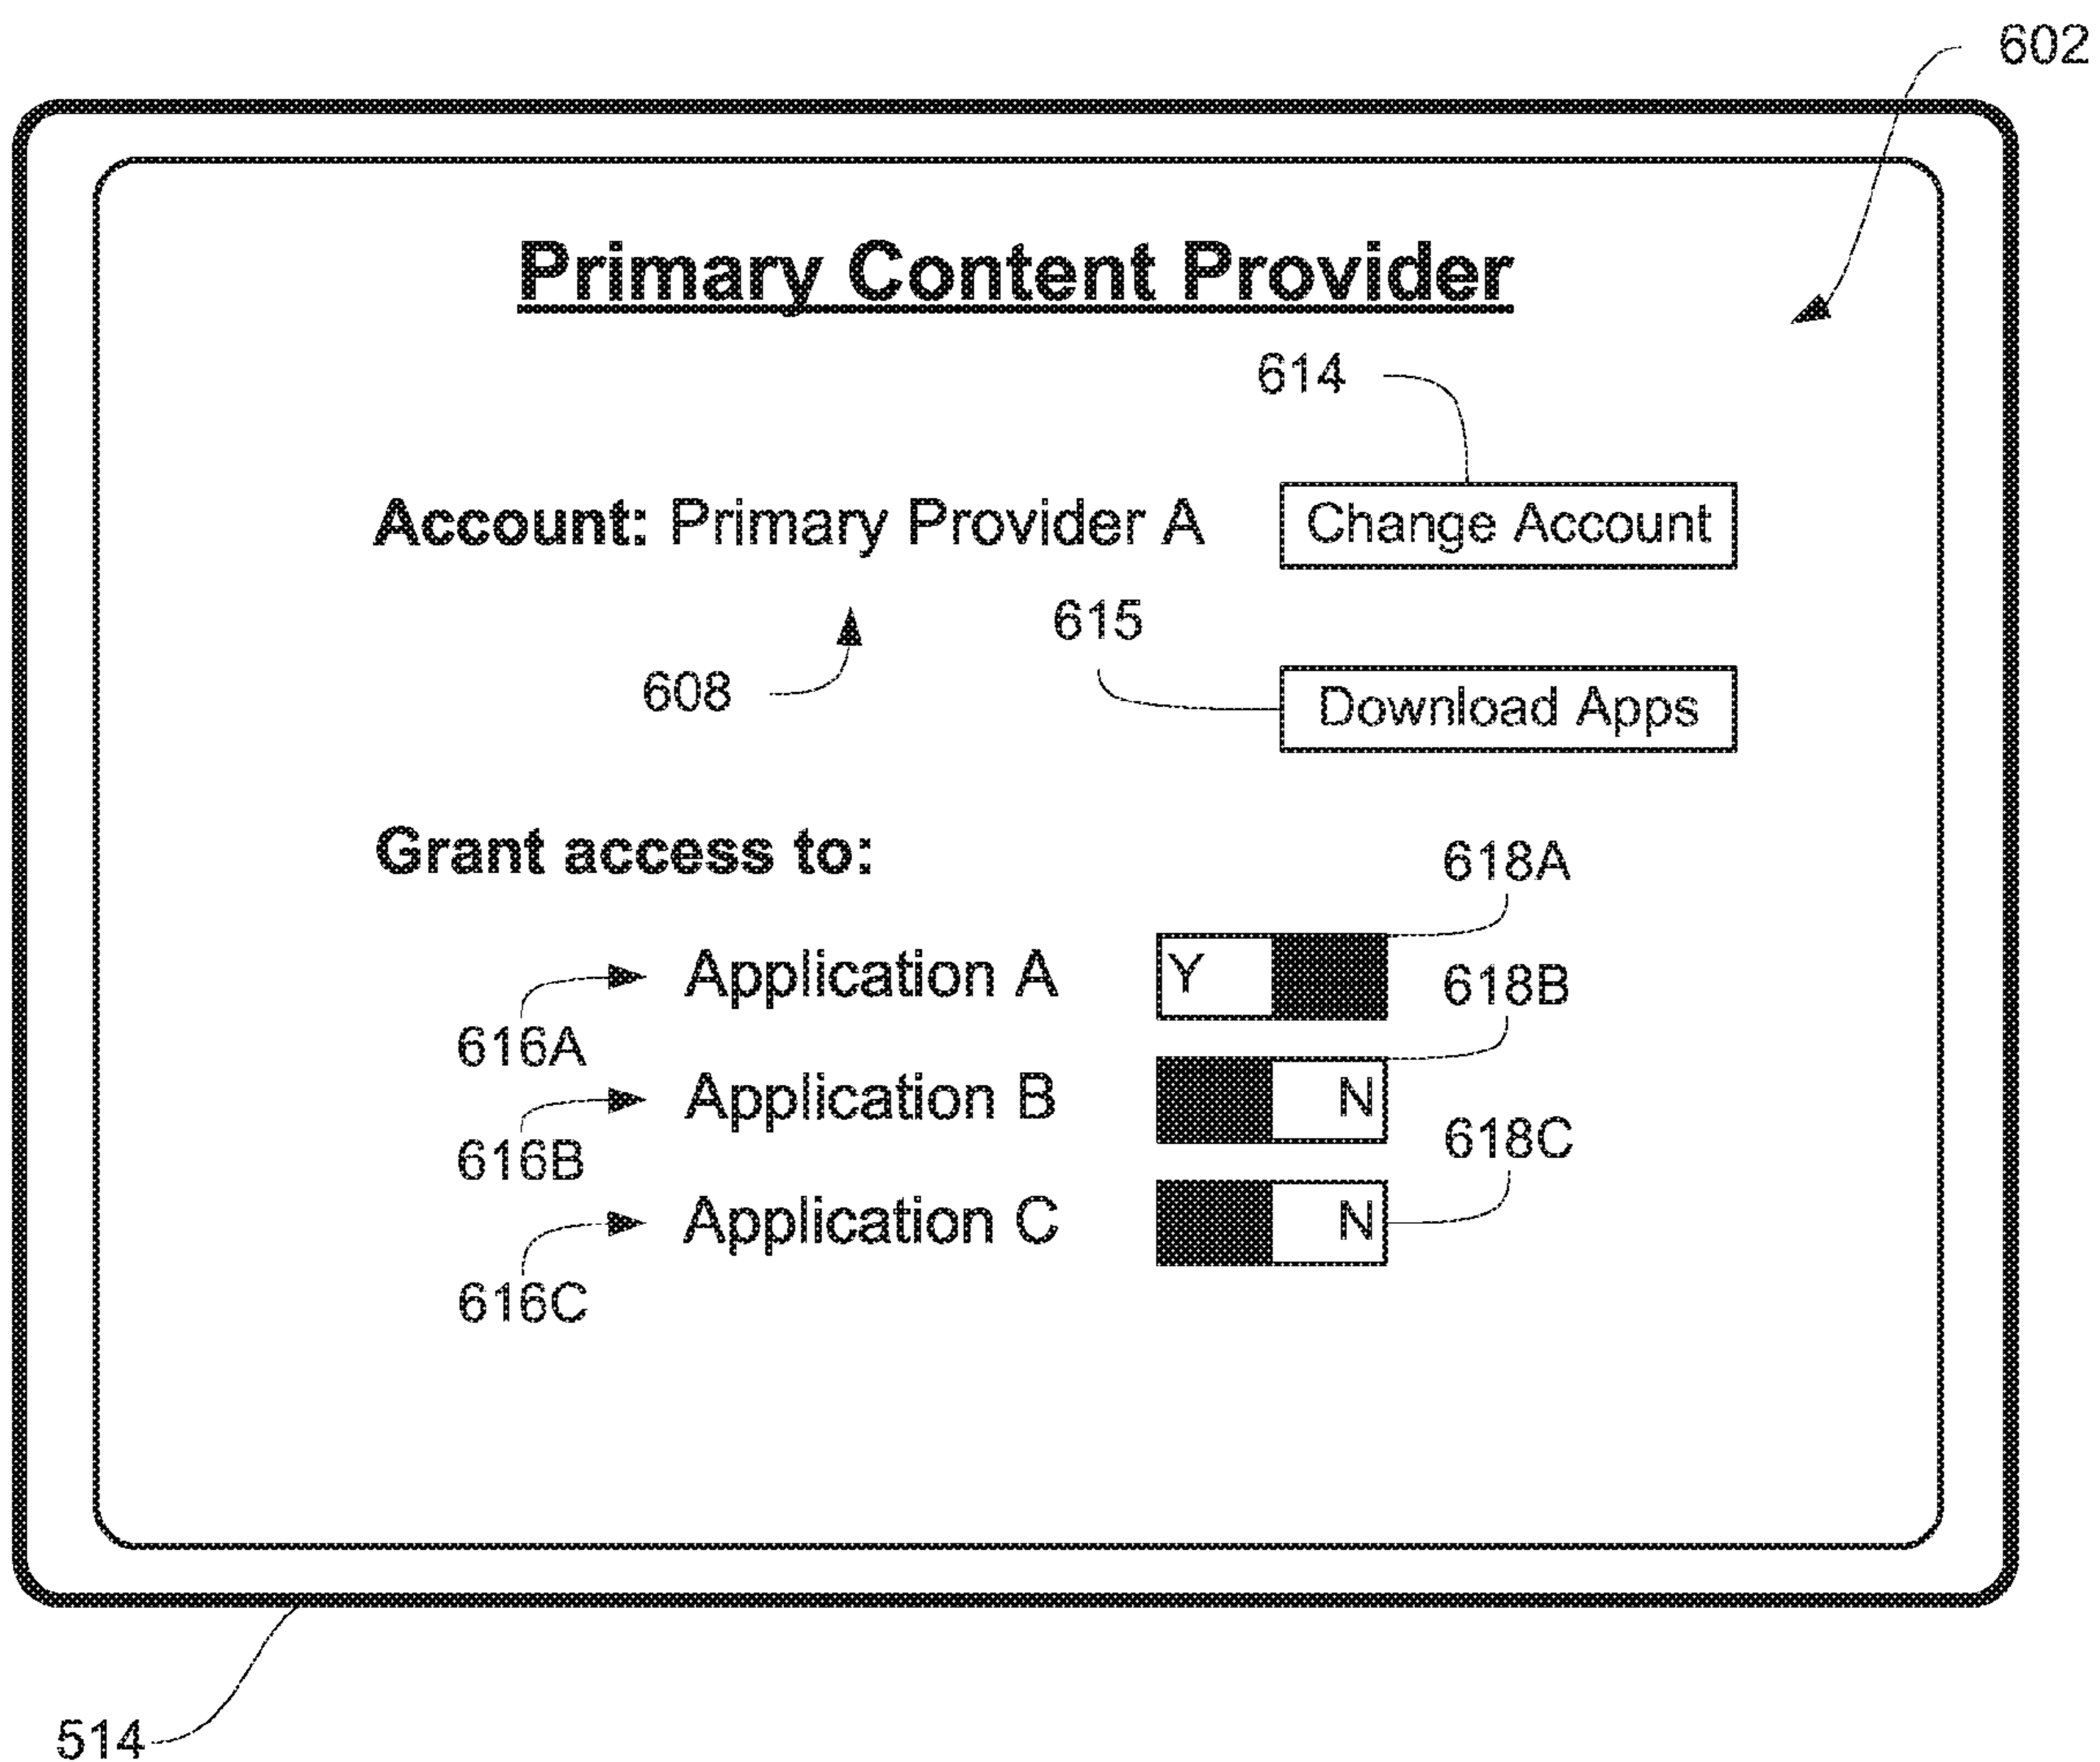 602
Primary Content Provider
614
Account: Primary Provider A
Change Account
615
608
Download Apps
Grant access to:
618A
Application A
Y
616A
618B
Application B
N
616B
618C
Application C
N
616C
514